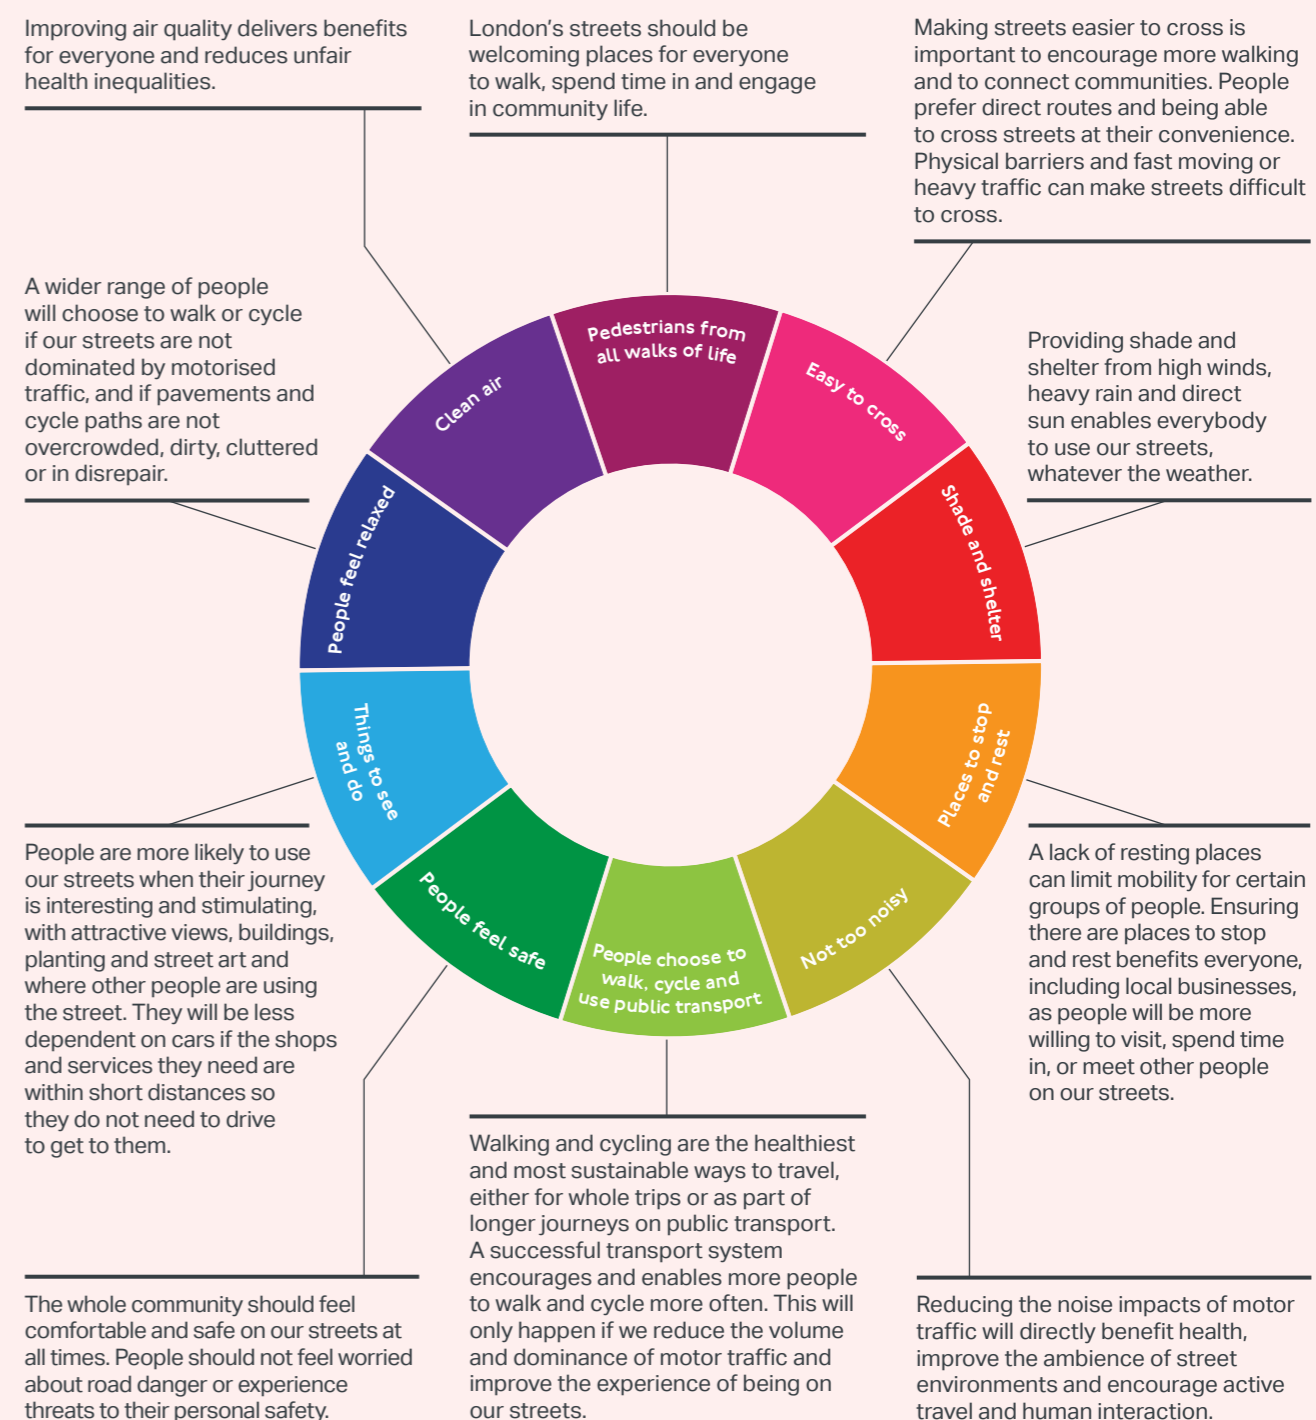 Improving air quality delivers benefits
for everyone and reduces unfair
health inequalities.
London’s streets should be
welcoming places for everyone
to walk, spend time in and engage
in community life.
Making streets easier to cross is
important to encourage more walking
and to connect communities. People
prefer direct routes and being able
to cross streets at their convenience.
Physical barriers and fast moving or
heavy traffic can make streets difficult
to cross.
A wider range of people
will choose to walk or cycle
if our streets are not
dominated by motorised
traffic, and if pavements and
cycle paths are not
overcrowded, dirty, cluttered
or in disrepair.
Providing shade and
shelter from high winds,
heavy rain and direct
sun enables everybody
to use our streets,
whatever the weather.
Pedestrians from
all walks of life
Easy to cross
Shade and shelter
Places to stop
and rest
Not too noisy
People choose to
walk, cycle and
use public transport
People feel safe
Things to see
and do
People feel relaxed
Clean air
People are more likely to use
our streets when their journey
is interesting and stimulating,
with attractive views, buildings,
planting and street art and
where other people are using
the street. They will be less
dependent on cars if the shops
and services they need are
within short distances so
they do not need to drive
to get to them.
A lack of resting places
can limit mobility for certain
groups of people. Ensuring
there are places to stop
and rest benefits everyone,
including local businesses,
as people will be more
willing to visit, spend time
in, or meet other people
on our streets.
The whole community should feel
comfortable and safe on our streets at
all times. People should not feel worried
about road danger or experience
threats to their personal safety.
Walking and cycling are the healthiest
and most sustainable ways to travel,
either for whole trips or as part of
longer journeys on public transport.
A successful transport system
encourages and enables more people
to walk and cycle more often. This will
only happen if we reduce the volume
and dominance of motor traffic and
improve the experience of being on
our streets.
Reducing the noise impacts of motor
traffic will directly benefit health,
improve the ambience of street
environments and encourage active
travel and human interaction.